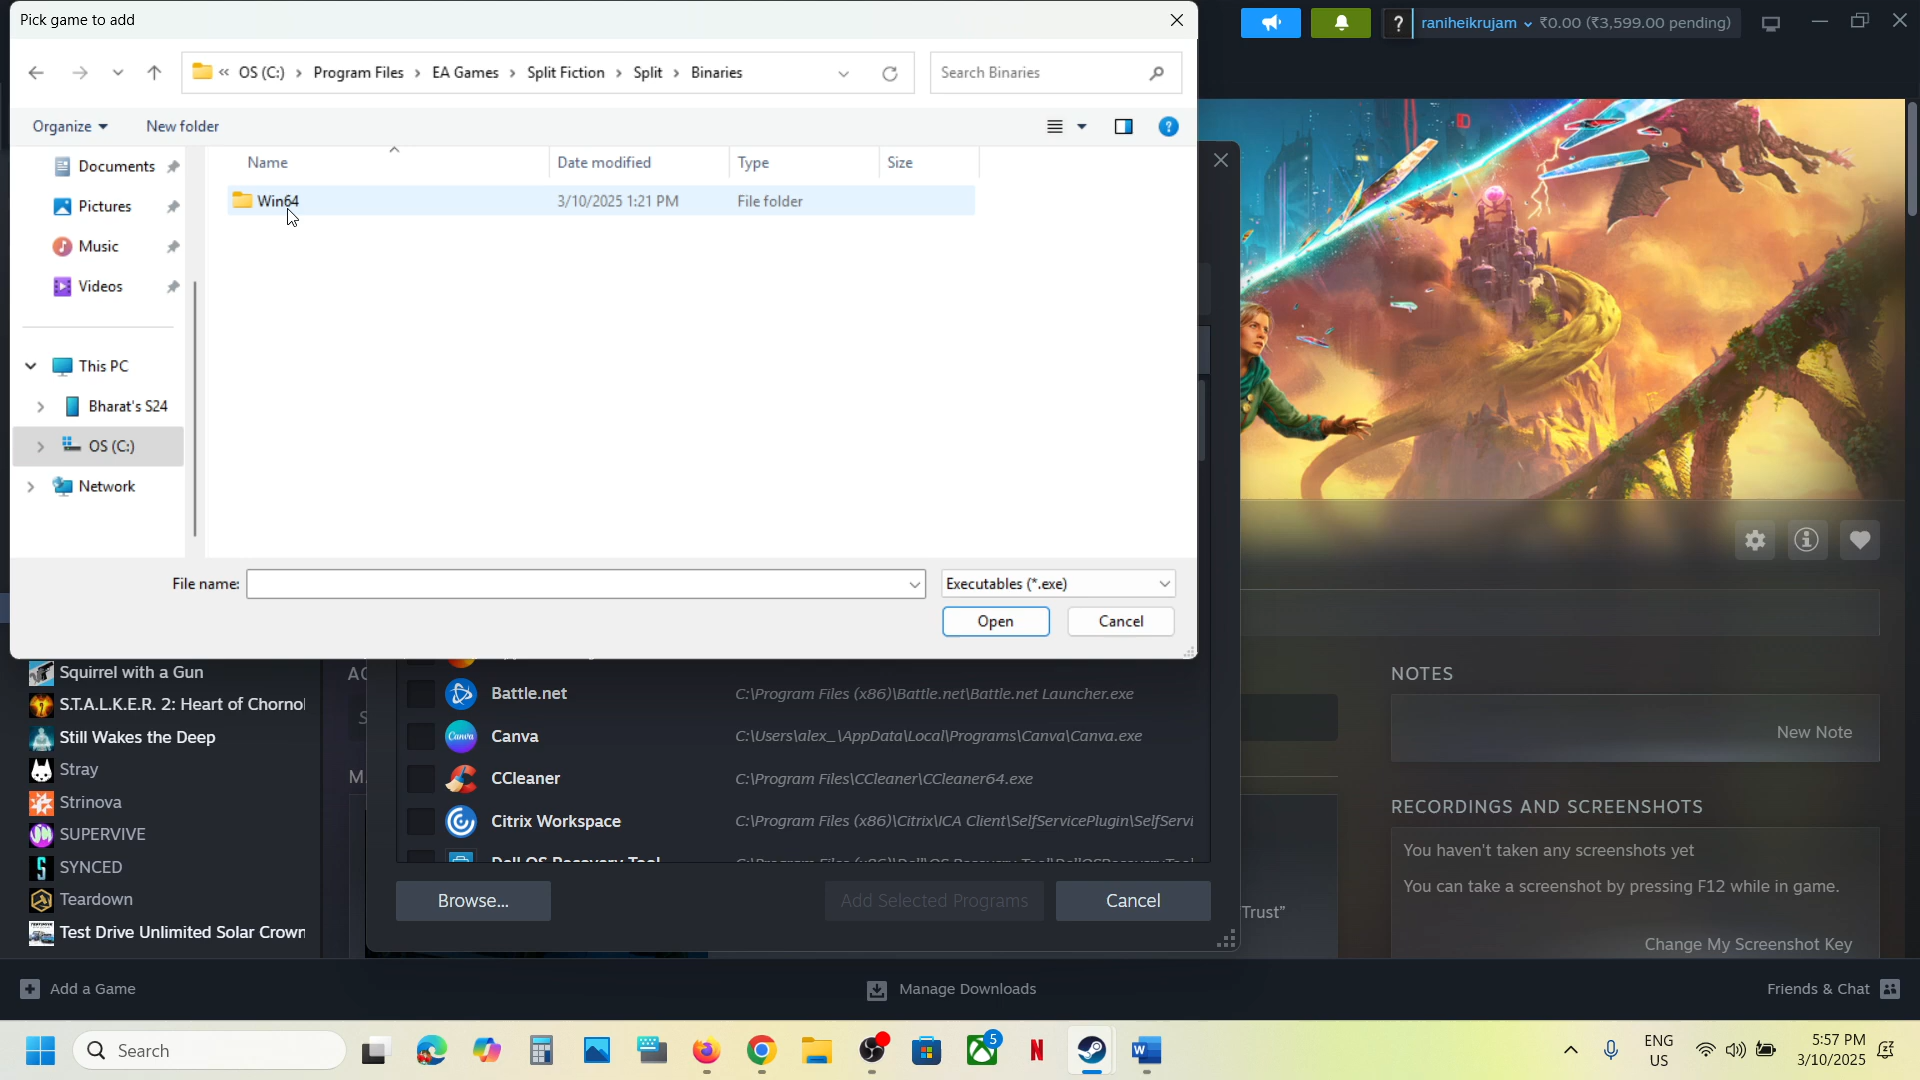 Pick game to add
raniheikrujam
₹0.00 (₹3,599.00 pending)
« OS (C:) > Program Files > EA Games > Split Fiction > Split > Binaries
Search Binaries
Organize
New folder
Name
Date modified
Type
Size
Documents
Win64
3/10/2025 1:21 PM
File folder
Pictures
Music
Videos
This PC
Bharat's S24
OS (C:)
Network
File name:
Executables (*.exe)
Open
Cancel
Squirrel with a Gun
S.T.A.L.K.E.R. 2: Heart of Chornol
Still Wakes the Deep
Stray
Strinova
SUPERVIVE
SYNCED
Teardown
Test Drive Unlimited Solar Crown
Battle.net
C:\Program Files (x86)\Battle.net\Battle.net Launcher.exe
Canva
C:\Users\alex_\AppData\Local\Programs\Canva\Canva.exe
CCleaner
C:\Program Files\CCleaner\CCleaner64.exe
Citrix Workspace
C:\Program Files (x86)\Citrix\ICA Client\SelfServicePlugin\SelfServi
Dell OS Recovery Tool
Browse...
Add Selected Programs
Cancel
NOTES
New Note
RECORDINGS AND SCREENSHOTS
You haven't taken any screenshots yet
You can take a screenshot by pressing F12 while in game.
Trust"
Change My Screenshot Key
Add a Game
Manage Downloads
Friends & Chat
Search
5
ENG
US
5:57 PM
3/10/2025